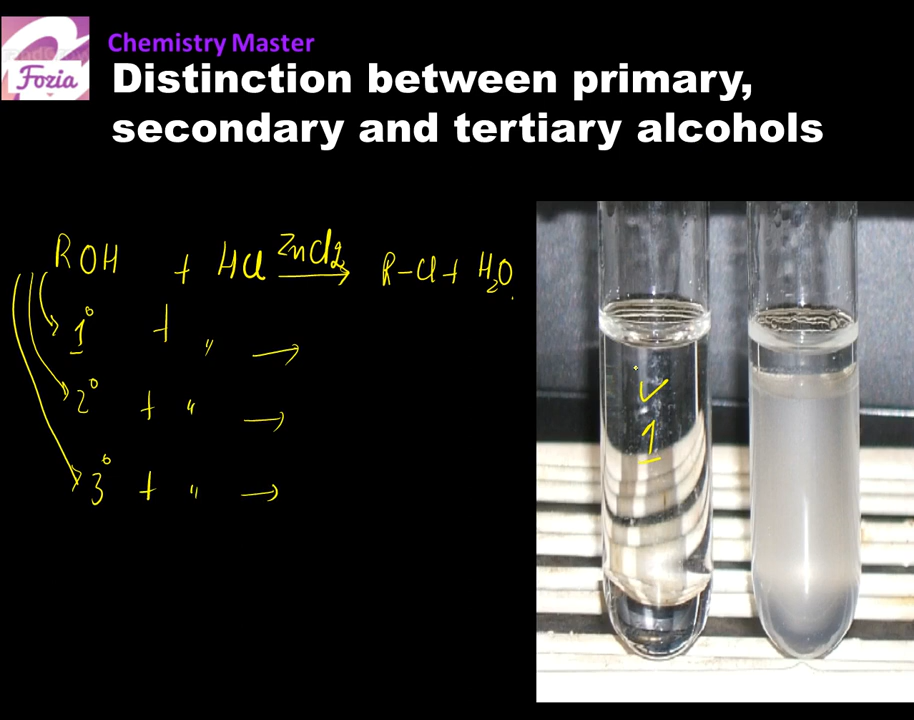 Fozia
Chemistry Master
Distinction between primary,
secondary and tertiary alcohols
ROH + HCl ZnCl2 R-Cl + H2O.
1° + " →
2° + " →
3° + " →
1